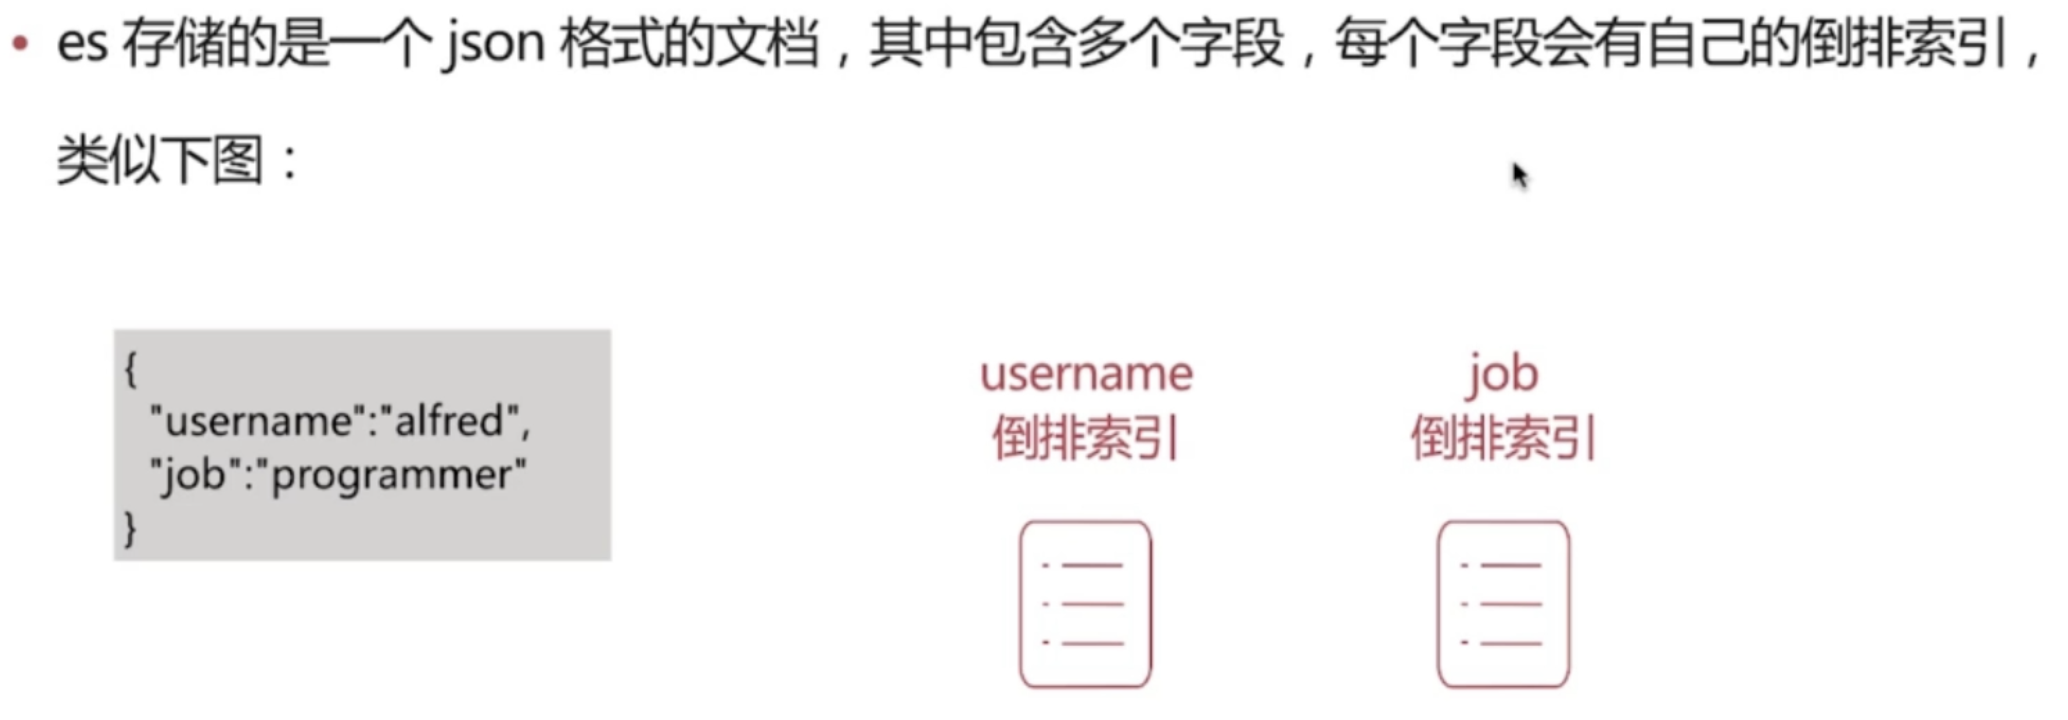 es 存储的是一个 json 格式的文档，其中包含多个字段，每个字段会有自己的倒排索引，
类似下图：
{
"username":"alfred",
"job":"programmer"
}
username
倒排索引
job
倒排索引